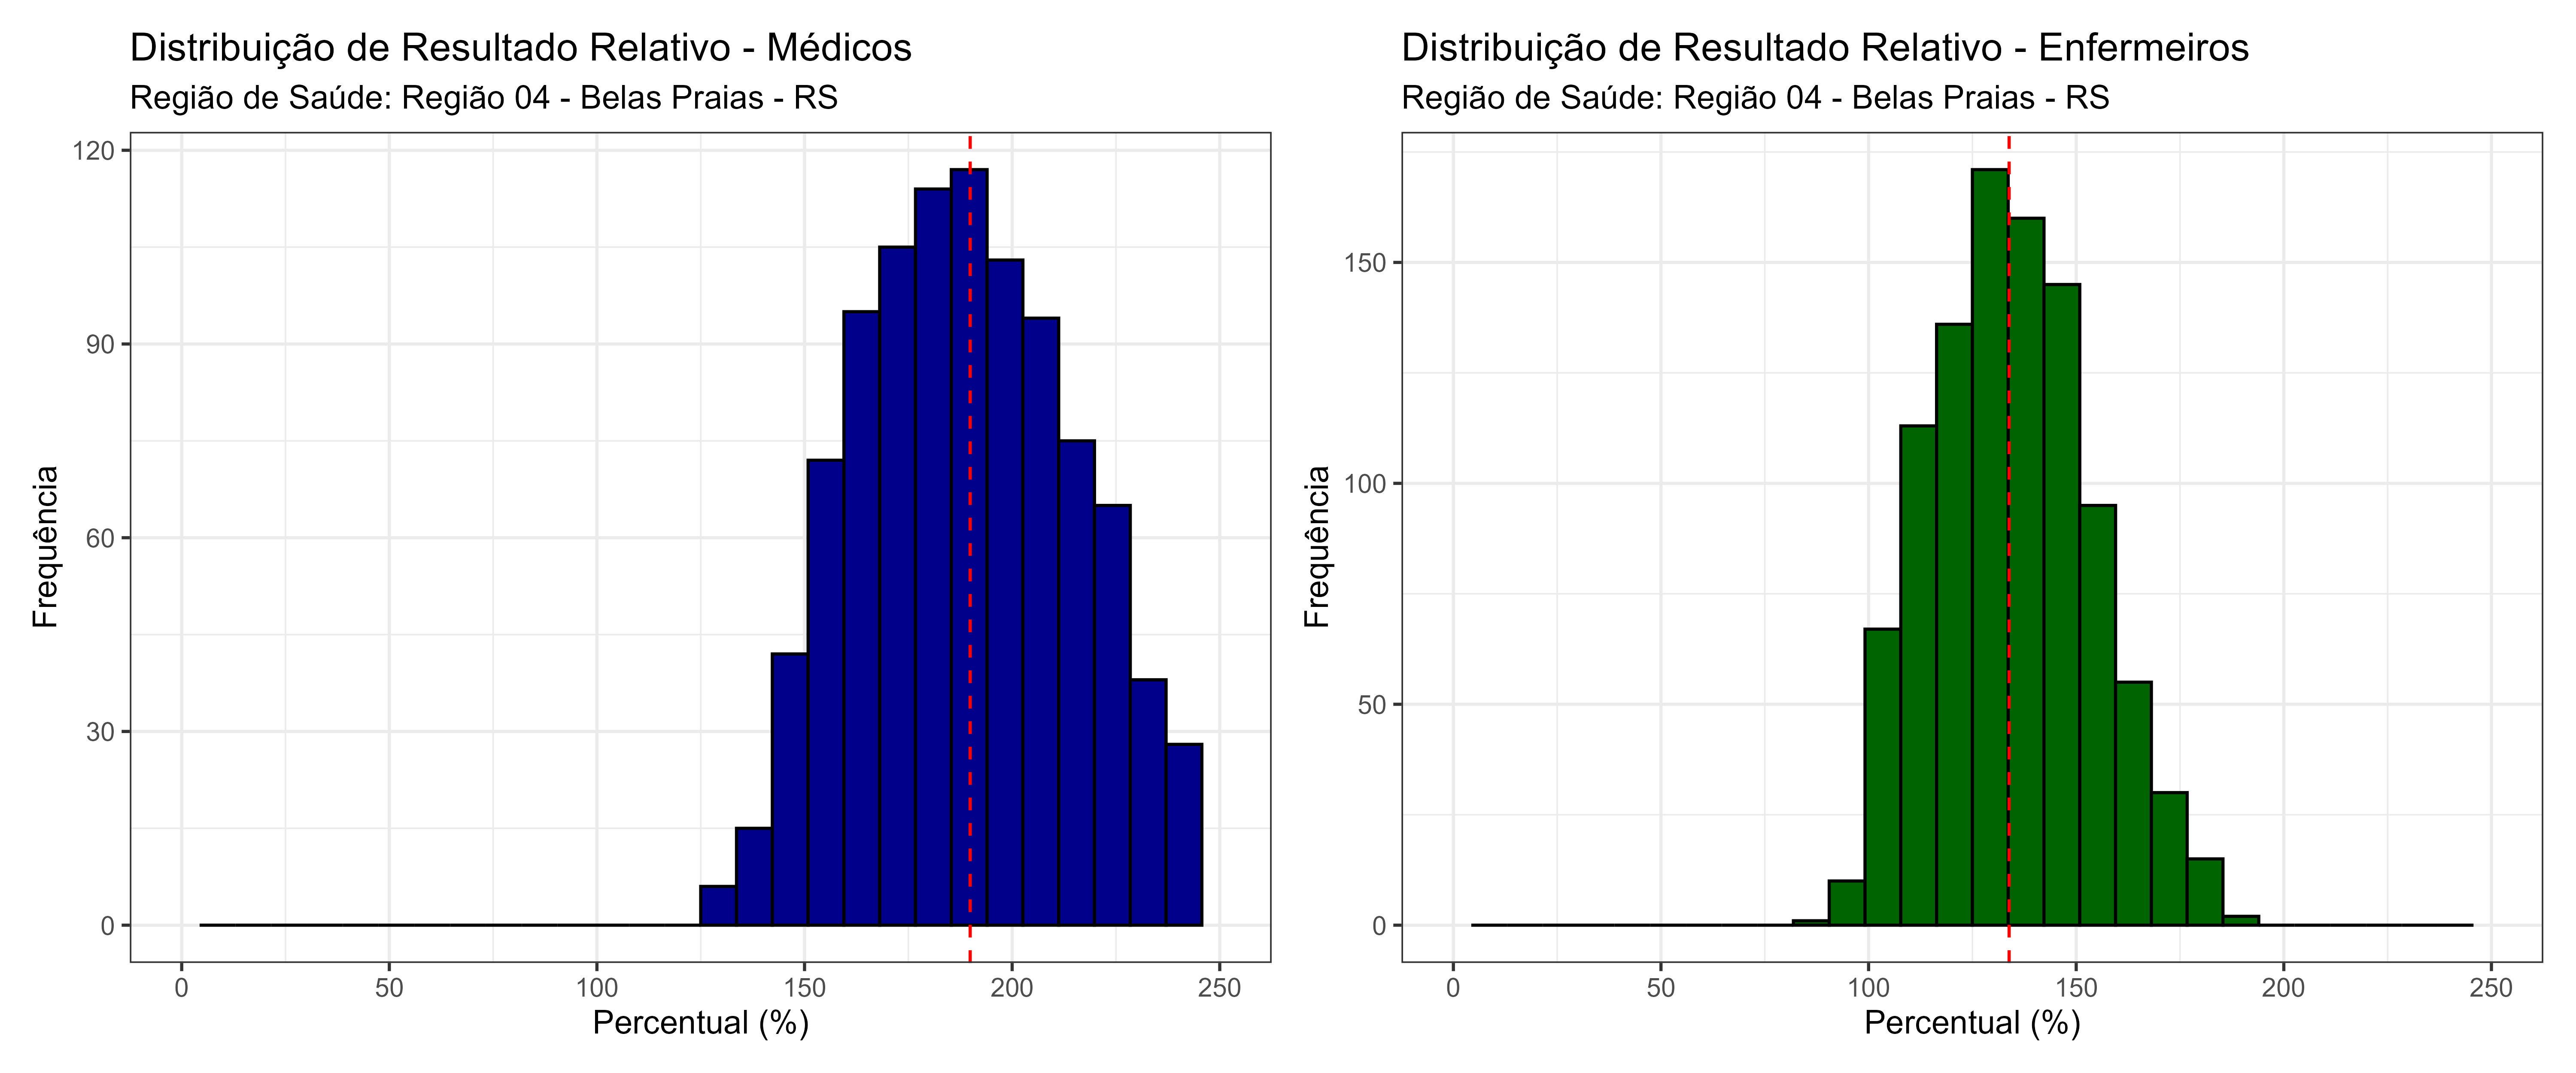 Distribuição de Resultado Relativo - Médicos
Região de Saúde: Região 04 - Belas Praias - RS
120
90
60
30
0
Frequência
0 50 100 150 200 250
Percentual (%)
Distribuição de Resultado Relativo - Enfermeiros
Região de Saúde: Região 04 - Belas Praias - RS
150
100
50
0
Frequência
0 50 100 150 200 250
Percentual (%)